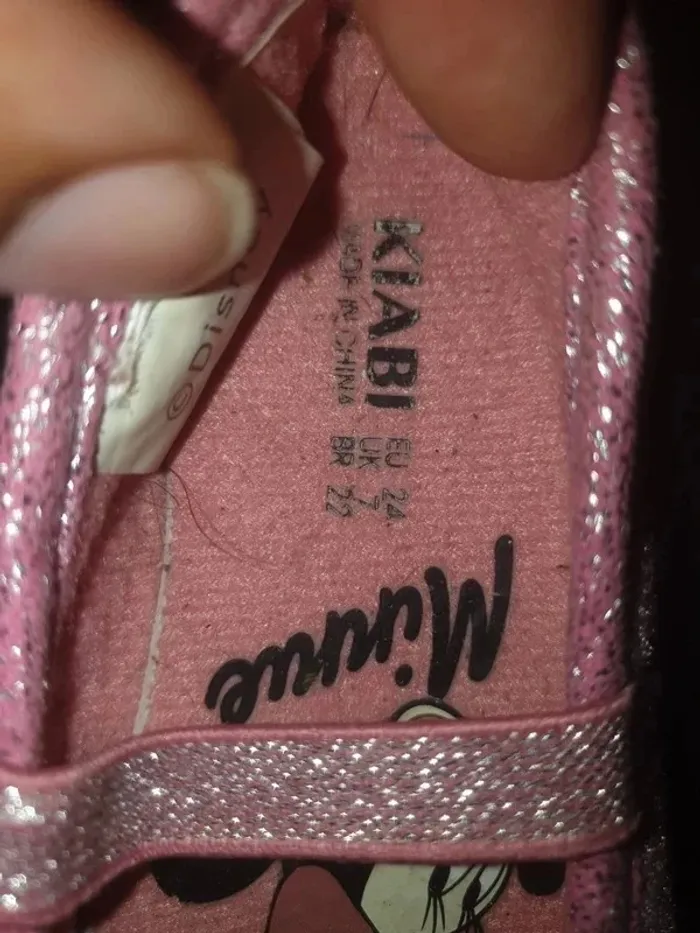 KIABI
MADE IN CHINA
EU 24
UK 7
BR 22
Minnie
©Dis